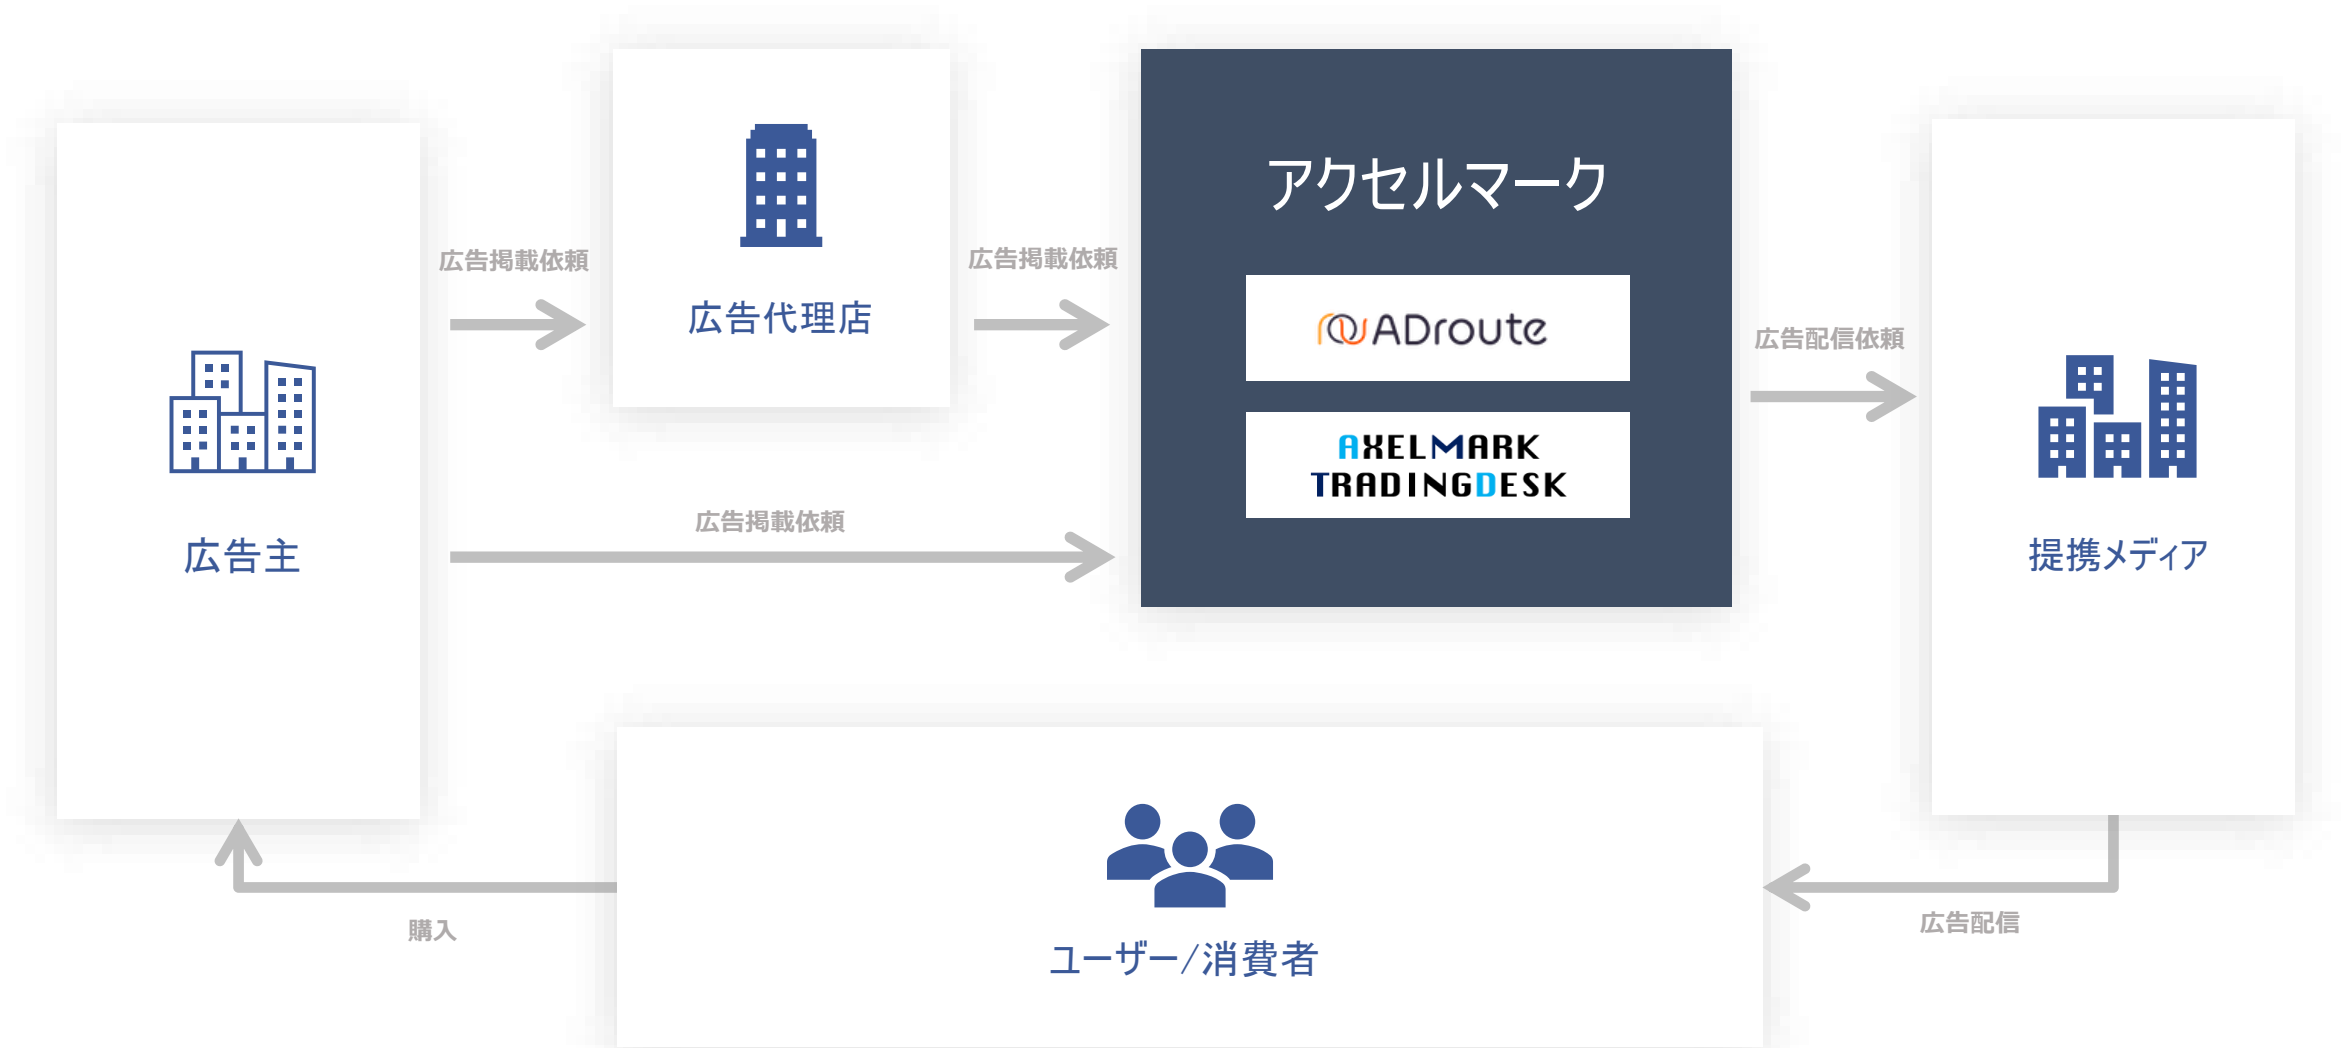 広告主
広告掲載依頼
広告代理店
広告掲載依頼
広告掲載依頼
アクセルマーク
ADroute
AXELMARK
TRADINGDESK
広告配信依頼
提携メディア
広告配信
ユーザー/消費者
購入